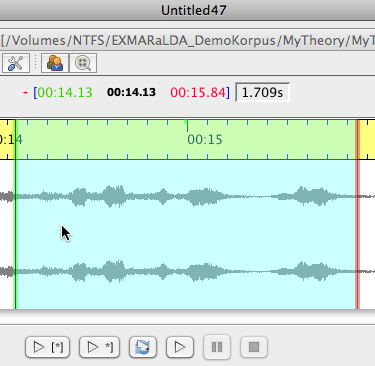 Untitled47
[/Volumes/NTFS/EXMARaLDA_DemoKorpus/MyTheory/MyT
- [00:14.13 00:14.13 00:15.84] 1.709s
0:14 00:15
[*] *]